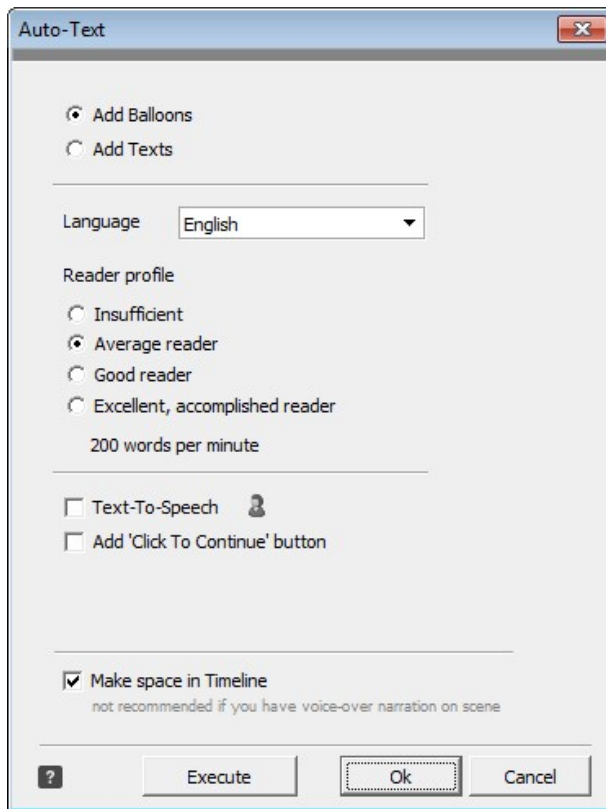 Auto-Text
Add Balloons
Add Texts
Language English
Reader profile
Insufficient
Average reader
Good reader
Excellent, accomplished reader
200 words per minute
Text-To-Speech
Add 'Click To Continue' button
Make space in Timeline
not recommended if you have voice-over narration on scene
? Execute Ok Cancel